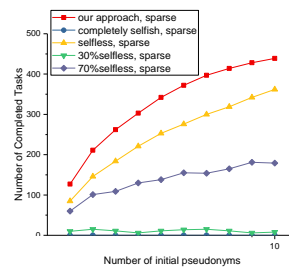 our approach, sparse
completely selfish, sparse
selfless, sparse
30%selfless, sparse
70%selfless, sparse
500
400
300
200
100
0
Number of Completed Tasks
10
Number of initial pseudonyms